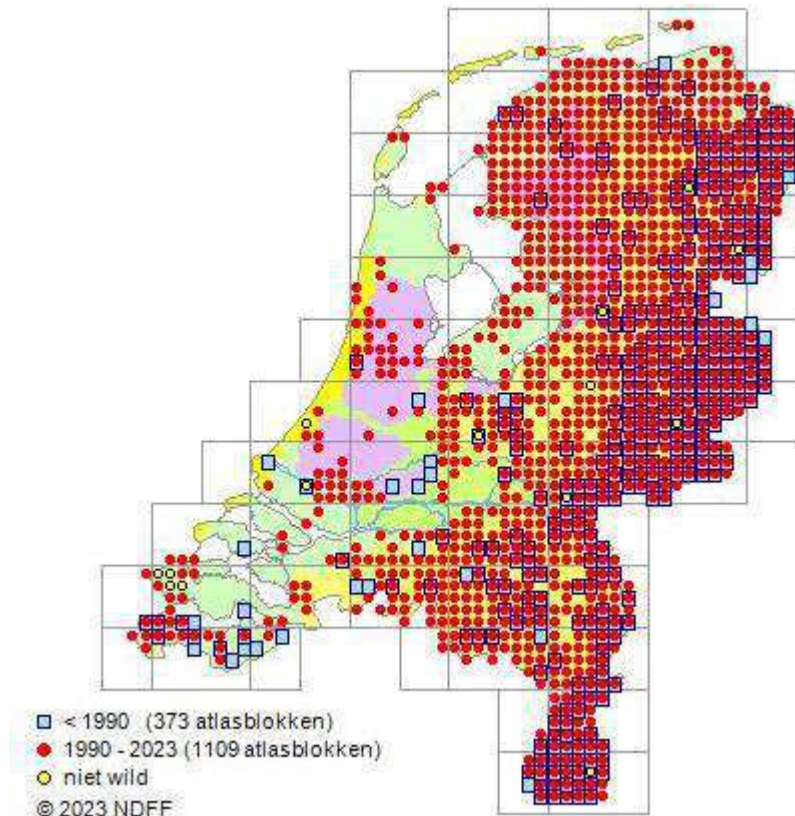 < 1990 (373 atlasblokken)
1990 - 2023 (1109 atlasblokken)
niet wild
© 2023 NDFF